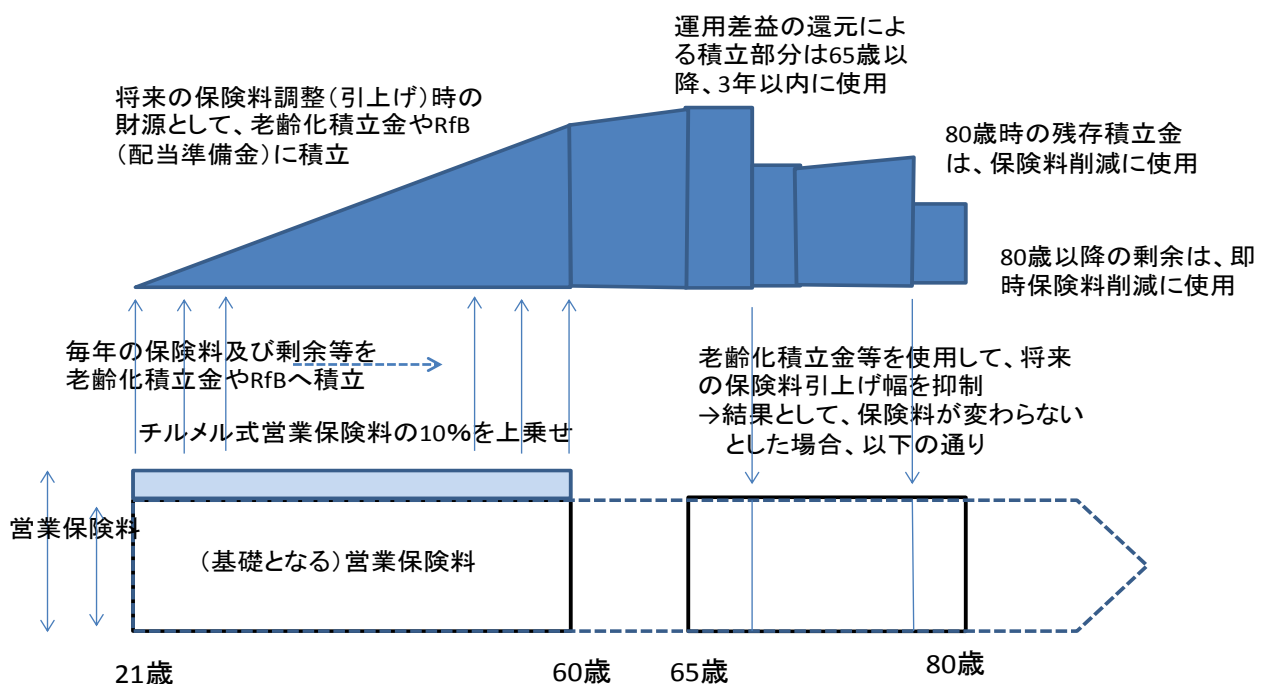 運用差益の還元によ
る積立部分は65歳以
降、3年以内に使用
将来の保険料調整(引上げ)時の
財源として、老齢化積立金やRfB
(配当準備金)に積立
80歳時の残存積立金
は、保険料削減に使用
80歳以降の剰余は、即
時保険料削減に使用
毎年の保険料及び剰余等を
老齢化積立金やRfBへ積立
老齢化積立金等を使用して、将来
の保険料引上げ幅を抑制
→結果として、保険料が変わらない
とした場合、以下の通り
チルメル式営業保険料の10%を上乗せ
営業保険料
(基礎となる)営業保険料
21歳
60歳
65歳
80歳